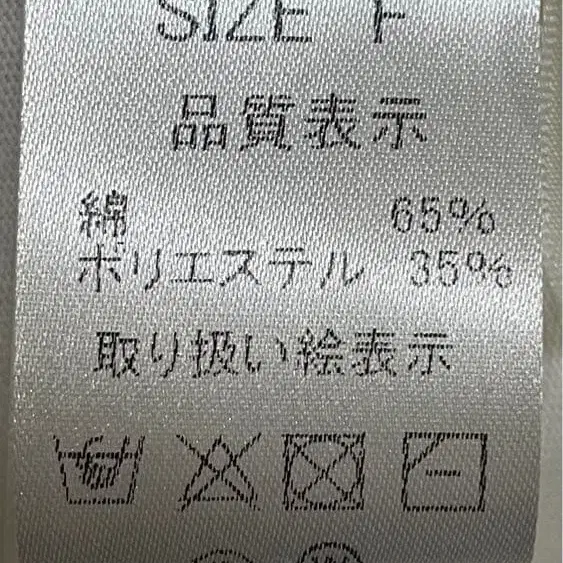 SIZE F
品質表示
綿 65%
ポリエステル 35%
取り扱い絵表示